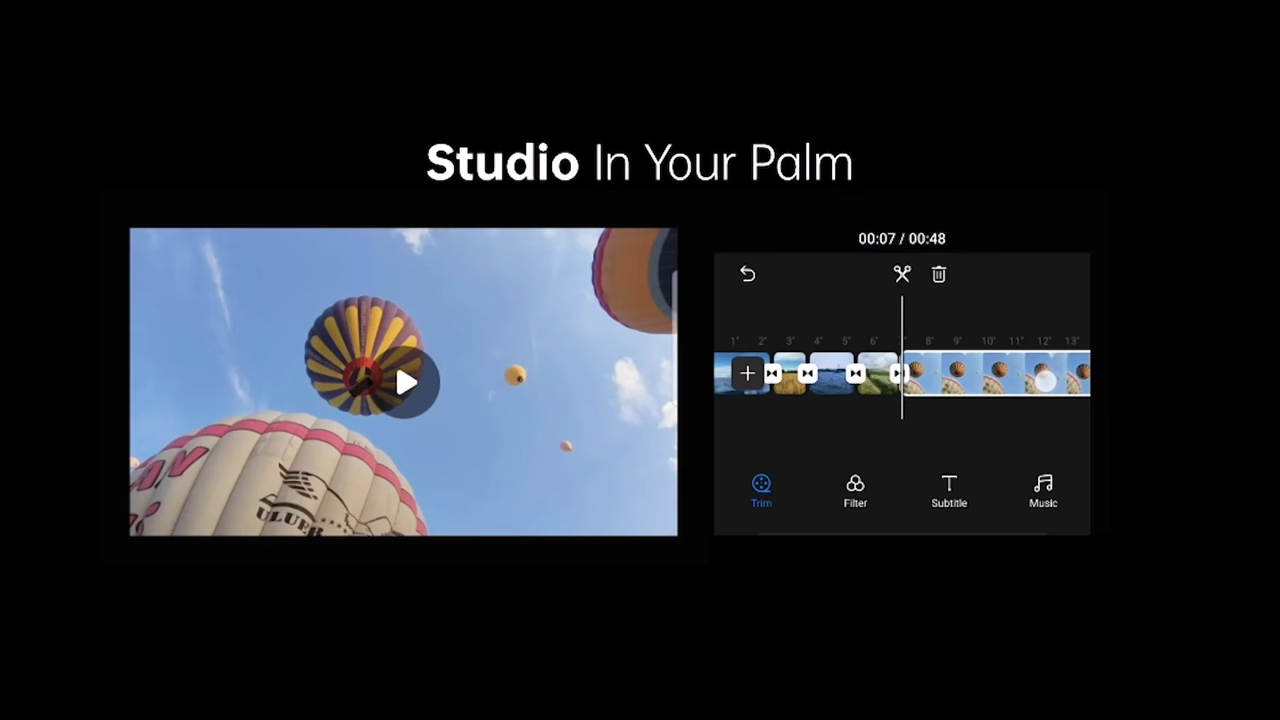 Studio In Your Palm
00:07 / 00:48
1" 2" 3" 4" 5" 6" 8" 9" 10" 11" 12" 13"
Trim Filter Subtitle Music